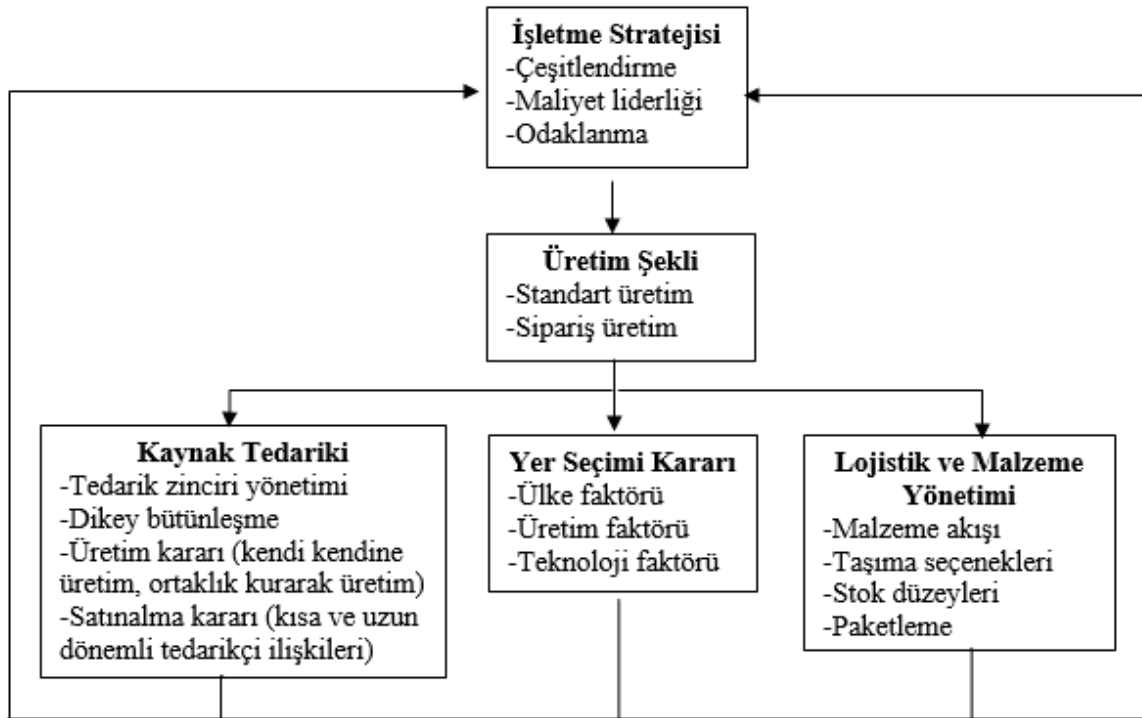 İşletme Stratejisi
-Çeşitlendirme
-Maliyet liderliği
-Odaklanma
Üretim Şekli
-Standart üretim
-Sipariş üretim
Kaynak Tedariki
-Tedarik zinciri yönetimi
-Dikey bütünleşme
-Üretim kararı (kendi kendine
üretim, ortaklık kurarak üretim)
-Satınalma kararı (kısa ve uzun
dönemli tedarikçi ilişkileri)
Yer Seçimi Kararı
-Ülke faktörü
-Üretim faktörü
-Teknoloji faktörü
Lojistik ve Malzeme
Yönetimi
-Malzeme akışı
-Taşıma seçenekleri
-Stok düzeyleri
-Paketleme